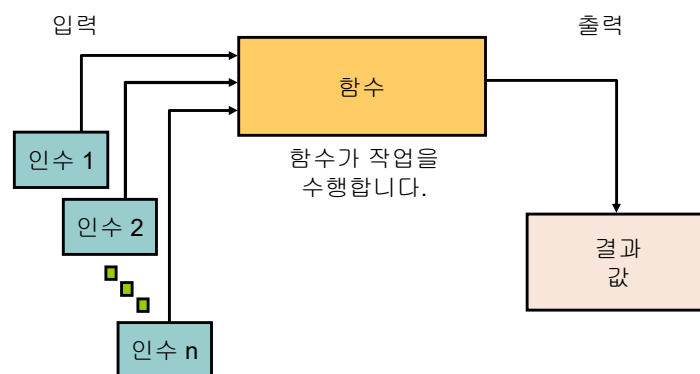 입력
출력
함수
함수가 작업을
수행합니다.
인수 1
인수 2
인수 n
결과
값